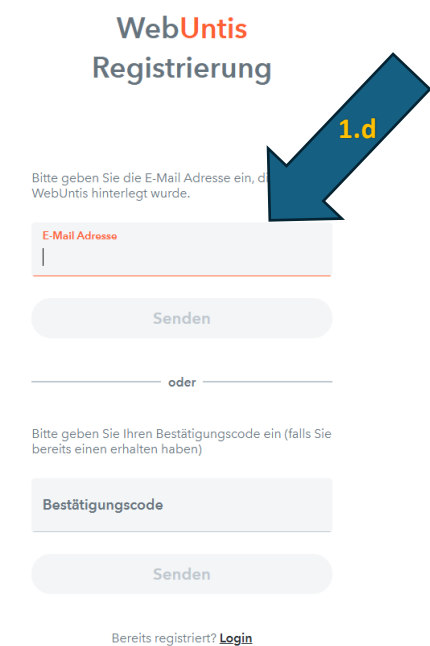 WebUntis
Registrierung
1.d
Bitte geben Sie die E-Mail Adresse ein, di
WebUntis hinterlegt wurde.
E-Mail Adresse
Senden
oder
Bitte geben Sie Ihren Bestätigungscode ein (falls Sie
bereits einen erhalten haben)
Bestätigungscode
Senden
Bereits registriert? Login